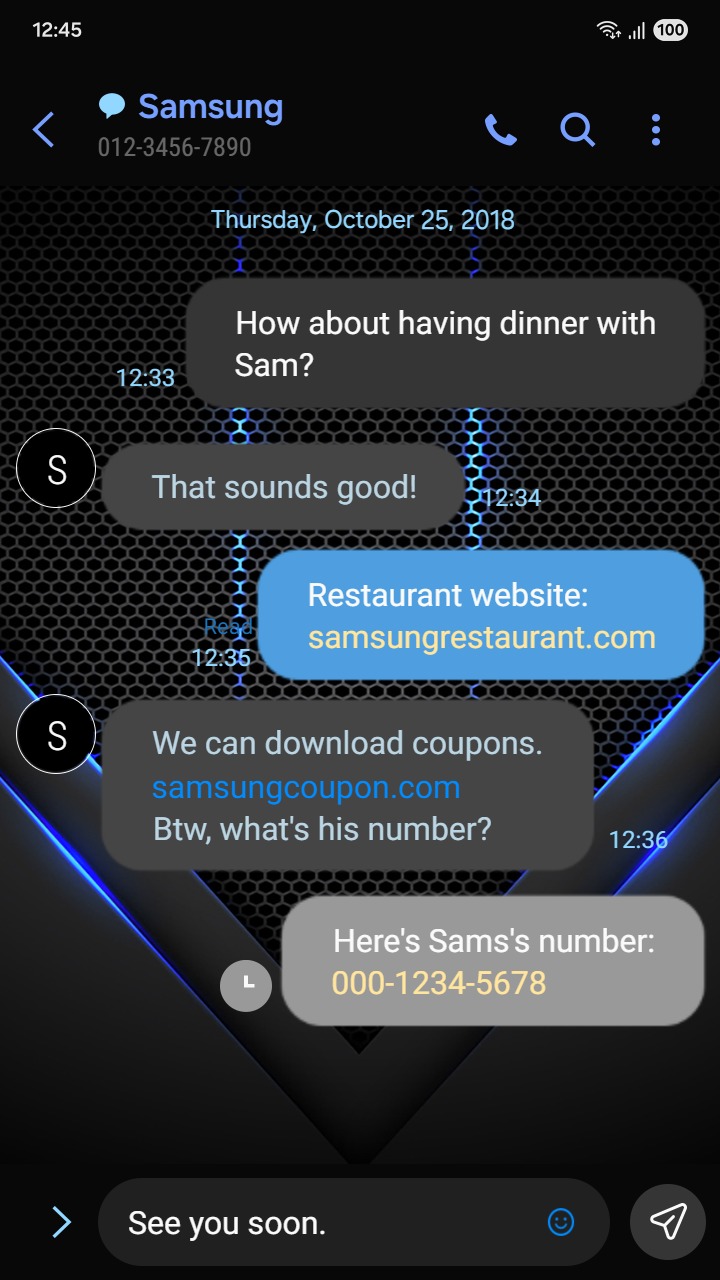 12:45
100
Samsung
012-3456-7890
Thursday, October 25, 2018
How about having dinner with
Sam?
12:33
S
That sounds good!
12:34
Restaurant website:
samsungrestaurant.com
Read
12:35
S
We can download coupons.
samsungcoupon.com
Btw, what's his number?
12:36
Here's Sams's number:
000-1234-5678
See you soon.